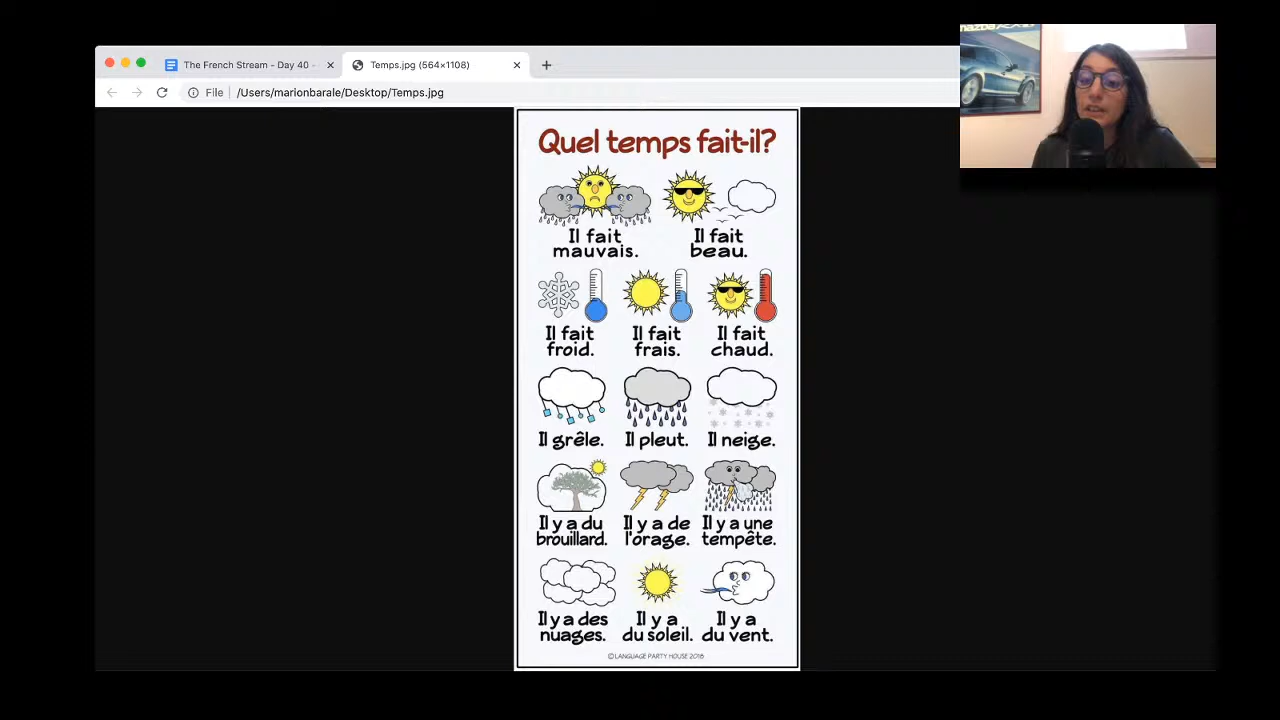 The French Stream - Day 40 -
Temps.jpg (564×1108)
File
/Users/marionbarale/Desktop/Temps.jpg
Quel temps fait-il?
Il fait
mauvais.
Il fait
beau.
Il fait
froid.
Il fait
frais.
Il fait
chaud.
Il grêle.
Il pleut.
Il neige.
Il y a du
brouillard.
Il y a de
l'orage.
Il y a une
tempête.
Il y a des
nuages.
Il y a
du soleil.
Il y a
du vent.
©LANGUAGE PARTY HOUSE 2018